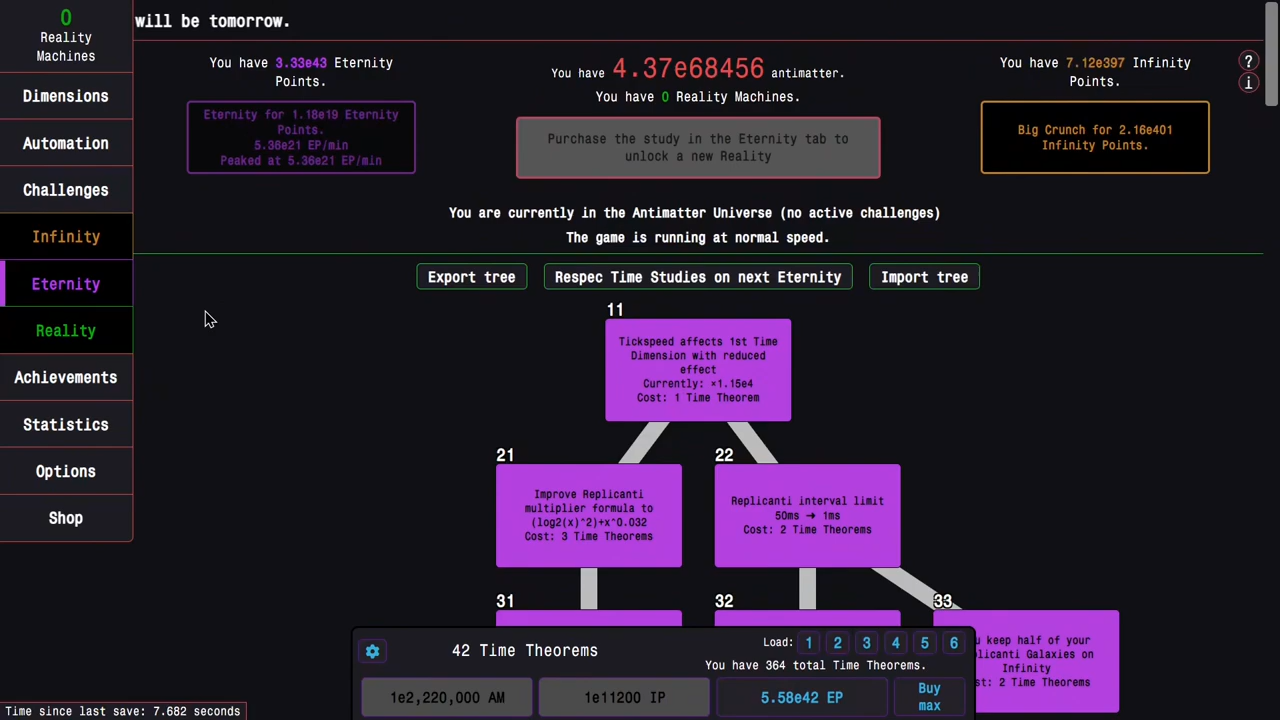 0
Reality
Machines
Dimensions
Automation
Challenges
Infinity
Eternity
Reality
Achievements
Statistics
Options
Shop
will be tomorrow.
You have 3.33e43 Eternity
Points.
Eternity for 1.18e19 Eternity
Points.
5.36e21 EP/min
Peaked at 5.36e21 EP/min
You have 4.37e68456 antimatter.
You have 0 Reality Machines.
Purchase the study in the Eternity tab to
unlock a new Reality
You have 7.12e397 Infinity
Points.
Big Crunch for 2.16e401
Infinity Points.
?
i
You are currently in the Antimatter Universe (no active challenges)
The game is running at normal speed.
Export tree
Respec Time Studies on next Eternity
Import tree
11
Tickspeed affects 1st Time
Dimension with reduced
effect
Currently: ×1.15e4
Cost: 1 Time Theorem
21
Improve Replicanti
multiplier formula to
(log2(x)^2)+x^0.032
Cost: 3 Time Theorems
22
Replicanti interval limit
50ms → 1ms
Cost: 2 Time Theorems
31
32
33
keep half of your
Galaxies on
Infinity
2 Time Theorems
42 Time Theorems
Load: 1 2 3 4 5 6
You have 364 total Time Theorems.
1e2,220,000 AM
1e11200 IP
5.58e42 EP
Buy
max
Time since last save: 7.682 seconds